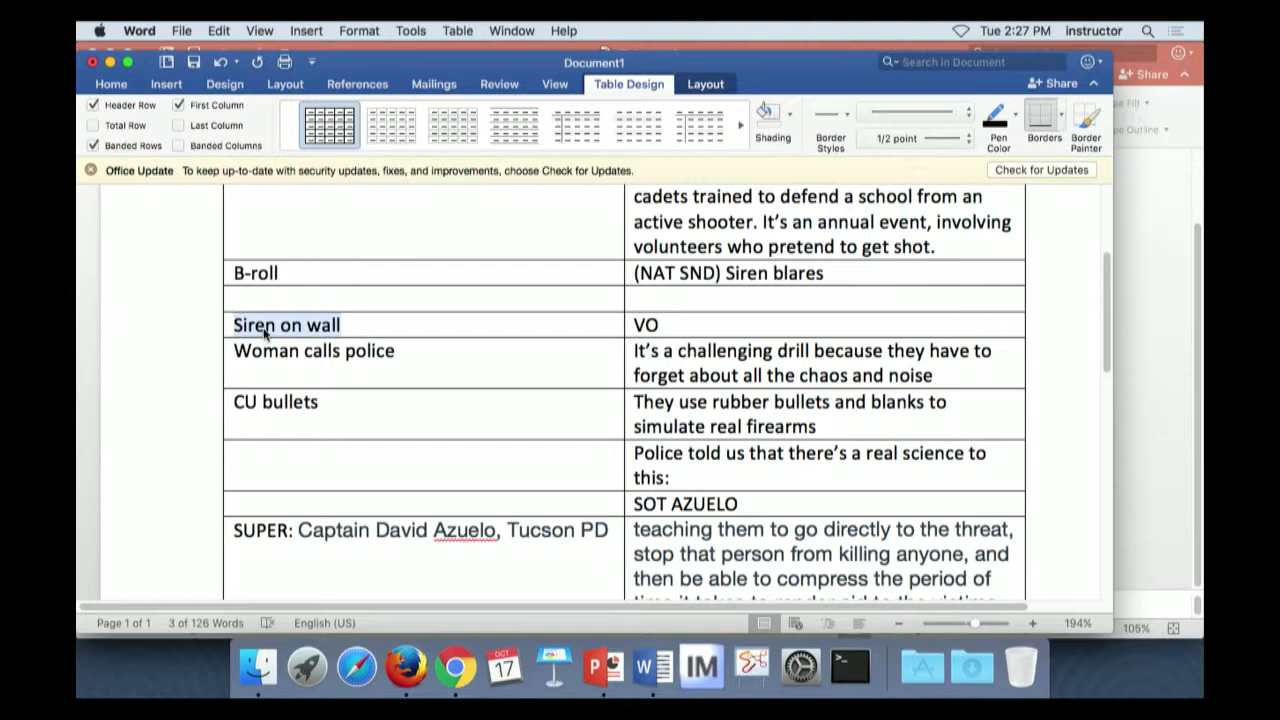 Word File Edit View Insert Format Tools Table Window Help Tue 2:27 PM instructor
Document1 Search in Document
Home Insert Design Layout References Mailings Review View Table Design Layout Share Share
Header Row First Column
Total Row Last Column
Banded Rows Banded Columns
Shading Border Styles 1/2 point Pen Color Borders Border Painter
Office Update To keep up-to-date with security updates, fixes, and improvements, choose Check for Updates. Check for Updates
cadets trained to defend a school from an
active shooter. It’s an annual event, involving
volunteers who pretend to get shot.
B-roll (NAT SND) Siren blares
Siren on wall VO
Woman calls police It’s a challenging drill because they have to
forget about all the chaos and noise
CU bullets They use rubber bullets and blanks to
simulate real firearms
Police told us that there’s a real science to
this:
SOT AZUELO
SUPER: Captain David Azuelo, Tucson PD teaching them to go directly to the threat,
stop that person from killing anyone, and
then be able to compress the period of
Page 1 of 1 3 of 126 Words English (US) 194% 105%
OCT
17
IM